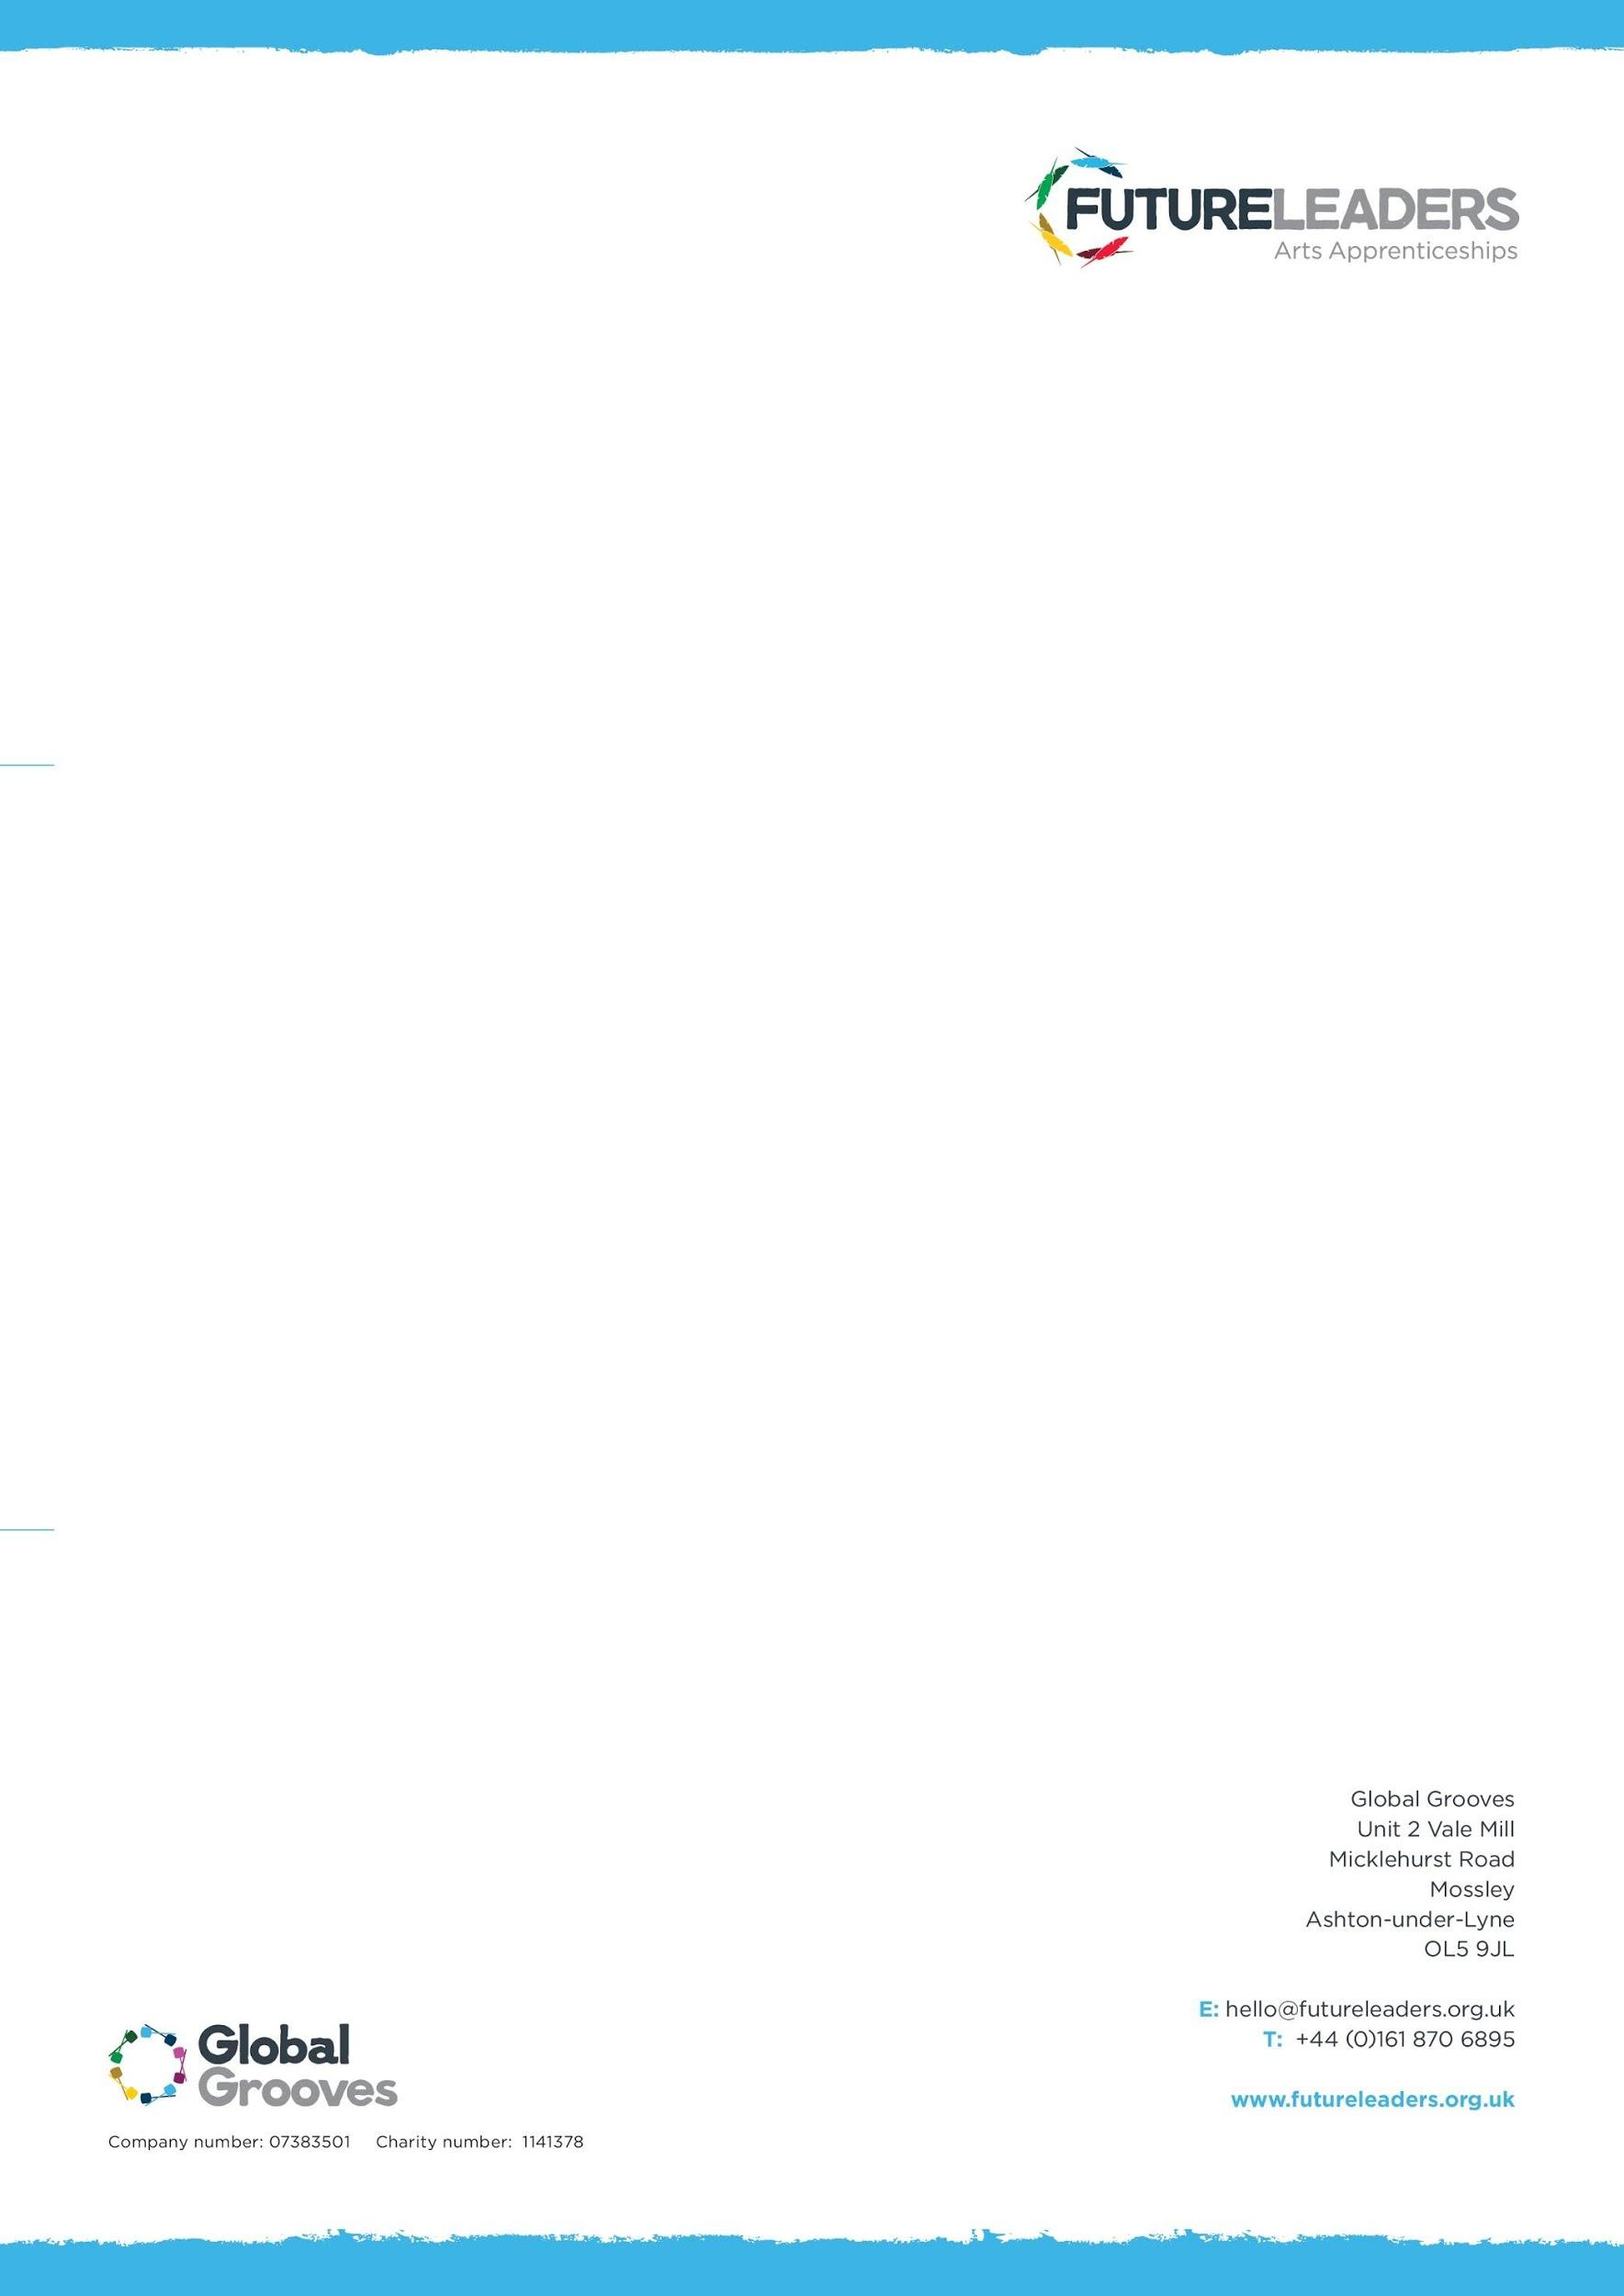 FUTURELEADERS
Arts Apprenticeships
Global Grooves
Unit 2 Vale Mill
Micklehurst Road
Mossley
Ashton-under-Lyne
OL5 9JL
E: hello@futureleaders.org.uk
T: +44 (0)161 870 6895
www.futureleaders.org.uk
Global
Grooves
Company number: 07383501 Charity number: 1141378